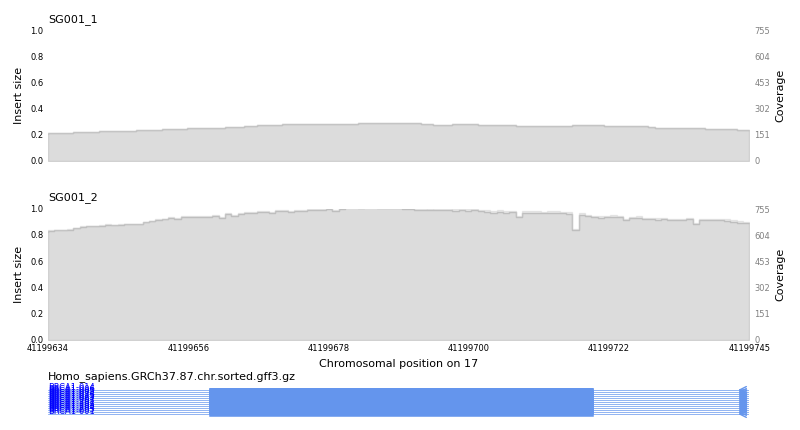 SG001_1
1.0
0.8
0.6
0.4
0.2
0.0
Insert size
755
604
453
302
151
0
Coverage
SG001_2
1.0
0.8
0.6
0.4
0.2
0.0
Insert size
755
604
453
302
151
0
Coverage
41199634 41199656 41199678 41199700 41199722 41199745
Chromosomal position on 17
Homo_sapiens.GRCh37.87.chr.sorted.gff3.gz